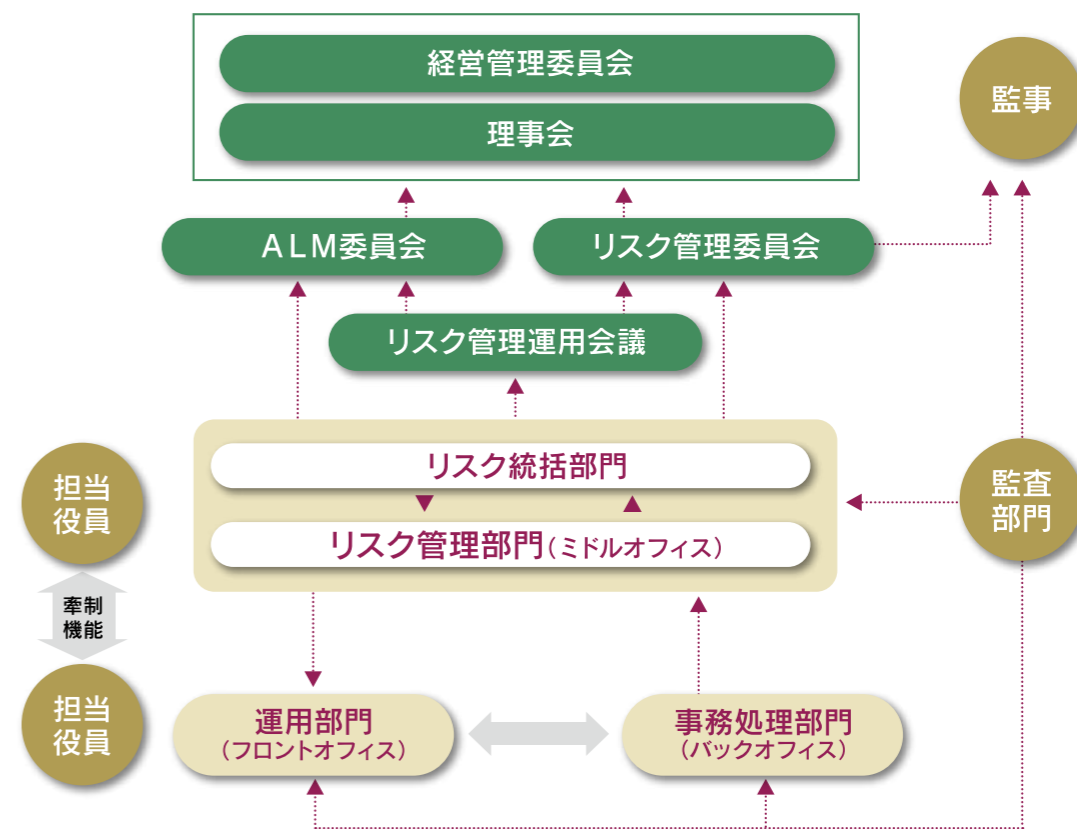 経営管理委員会
理事会
監事
ALM委員会
リスク管理委員会
リスク管理運用会議
リスク統括部門
リスク管理部門(ミドルオフィス)
担当
役員
監査
部門
牽制
機能
担当
役員
運用部門
(フロントオフィス)
事務処理部門
(バックオフィス)